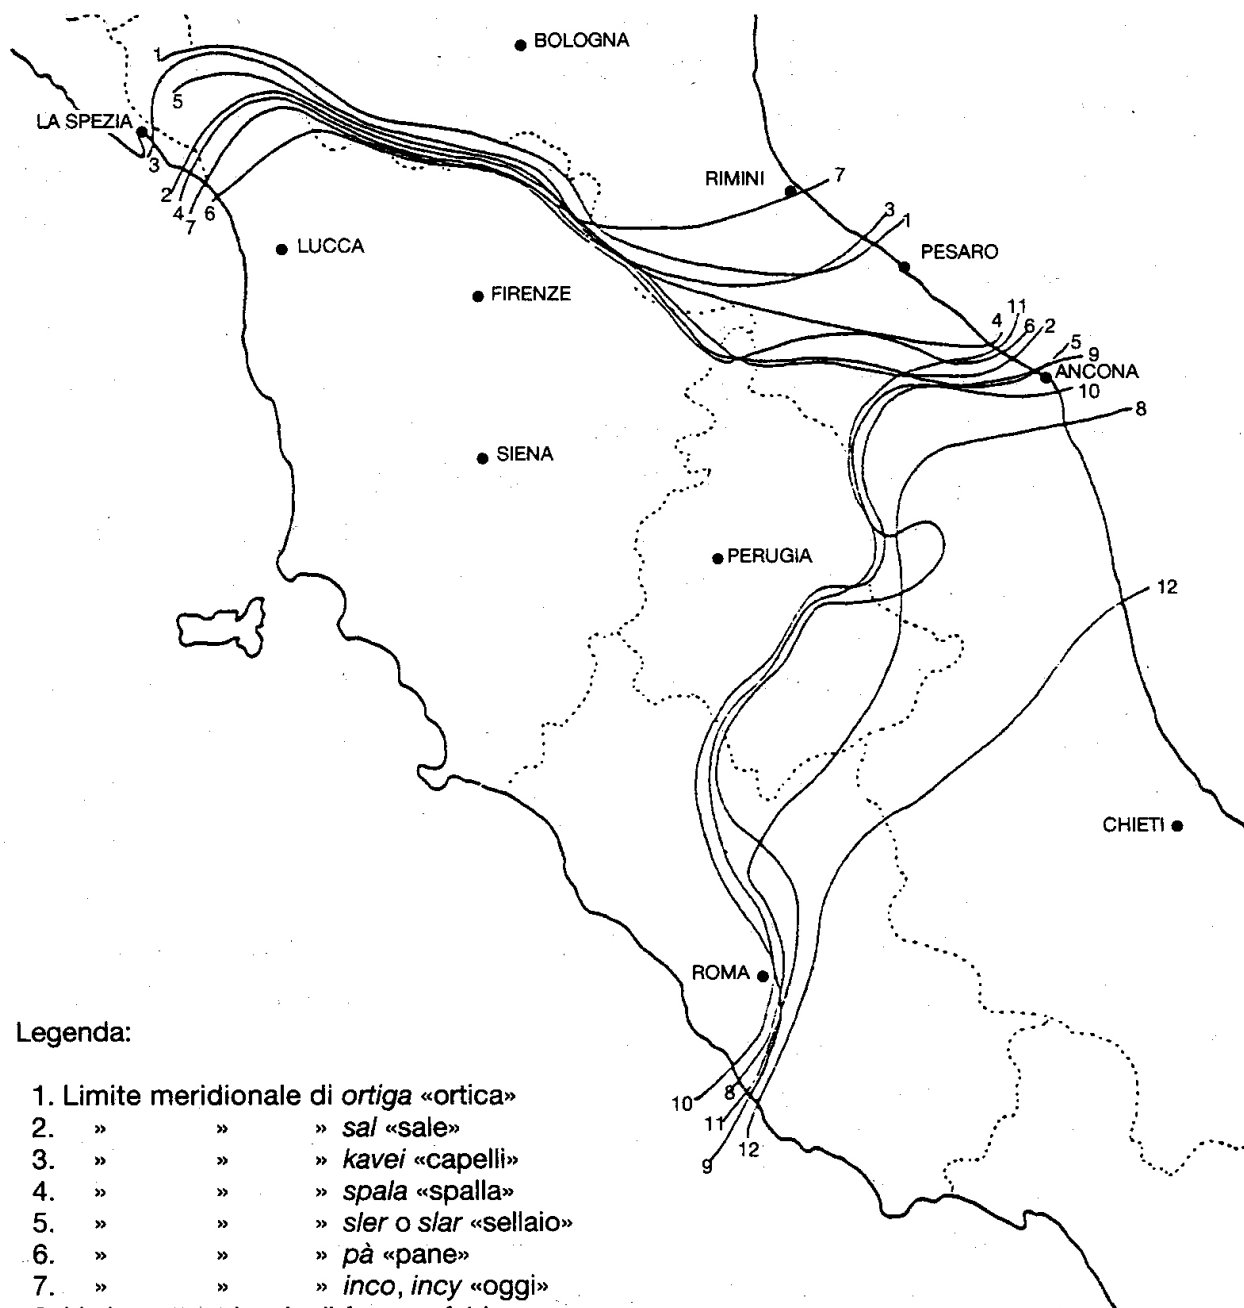 BOLOGNA
1
5
LA SPEZIA
3
2
4
7
6
RIMINI
7
3
1
LUCCA
PESARO
FIRENZE
4
11
6
2
5
9
ANCONA
10
8
SIENA
PERUGIA
12
CHIETI
ROMA
10
8
11
12
9
Legenda:
1. Limite meridionale di ortiga «ortica»
2. » » » sal «sale»
3. » » » kavei «capelli»
4. » » » spala «spalla»
5. » » » sler o slar «sellaio»
6. » » » pà «pane»
7. » » » inco, incy «oggi»